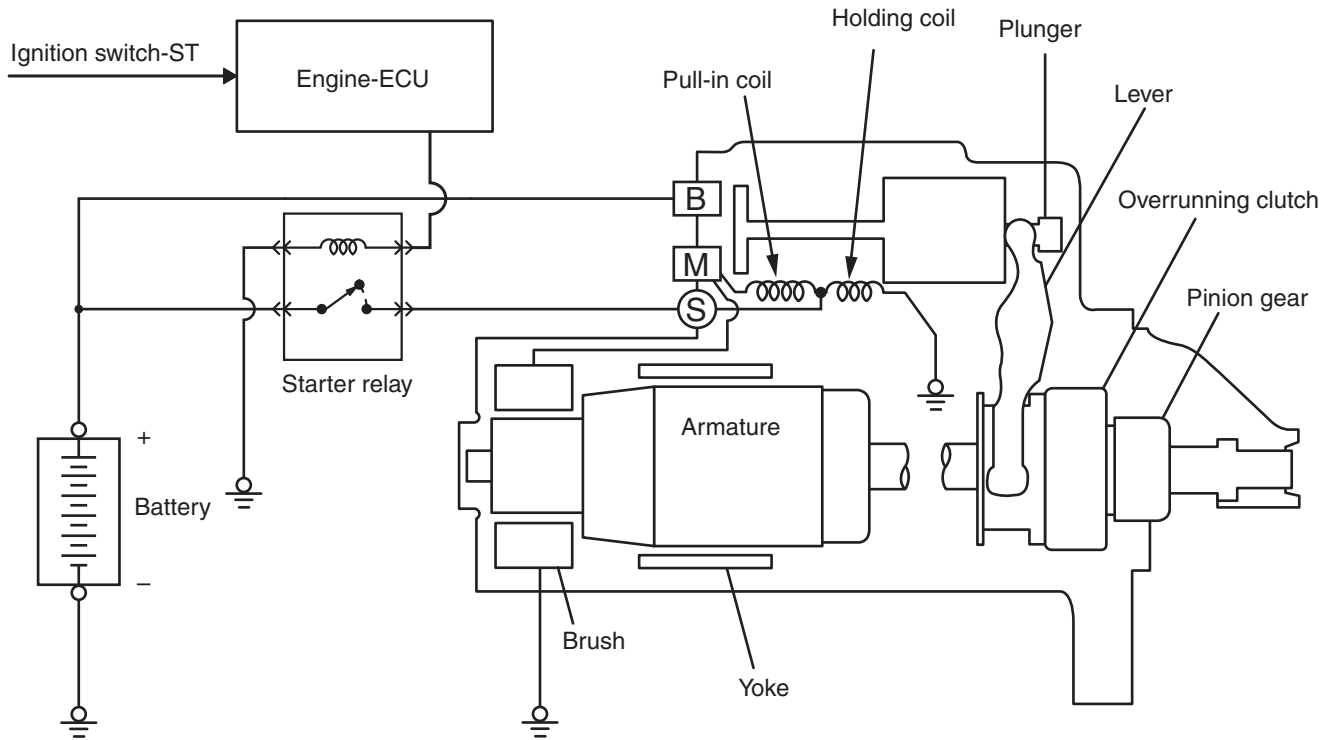 Ignition switch-ST
Engine-ECU
Holding coil
Plunger
Pull-in coil
Lever
B
Overrunning clutch
M
Pinion gear
S
Starter relay
Armature
+
Battery
–
Brush
Yoke